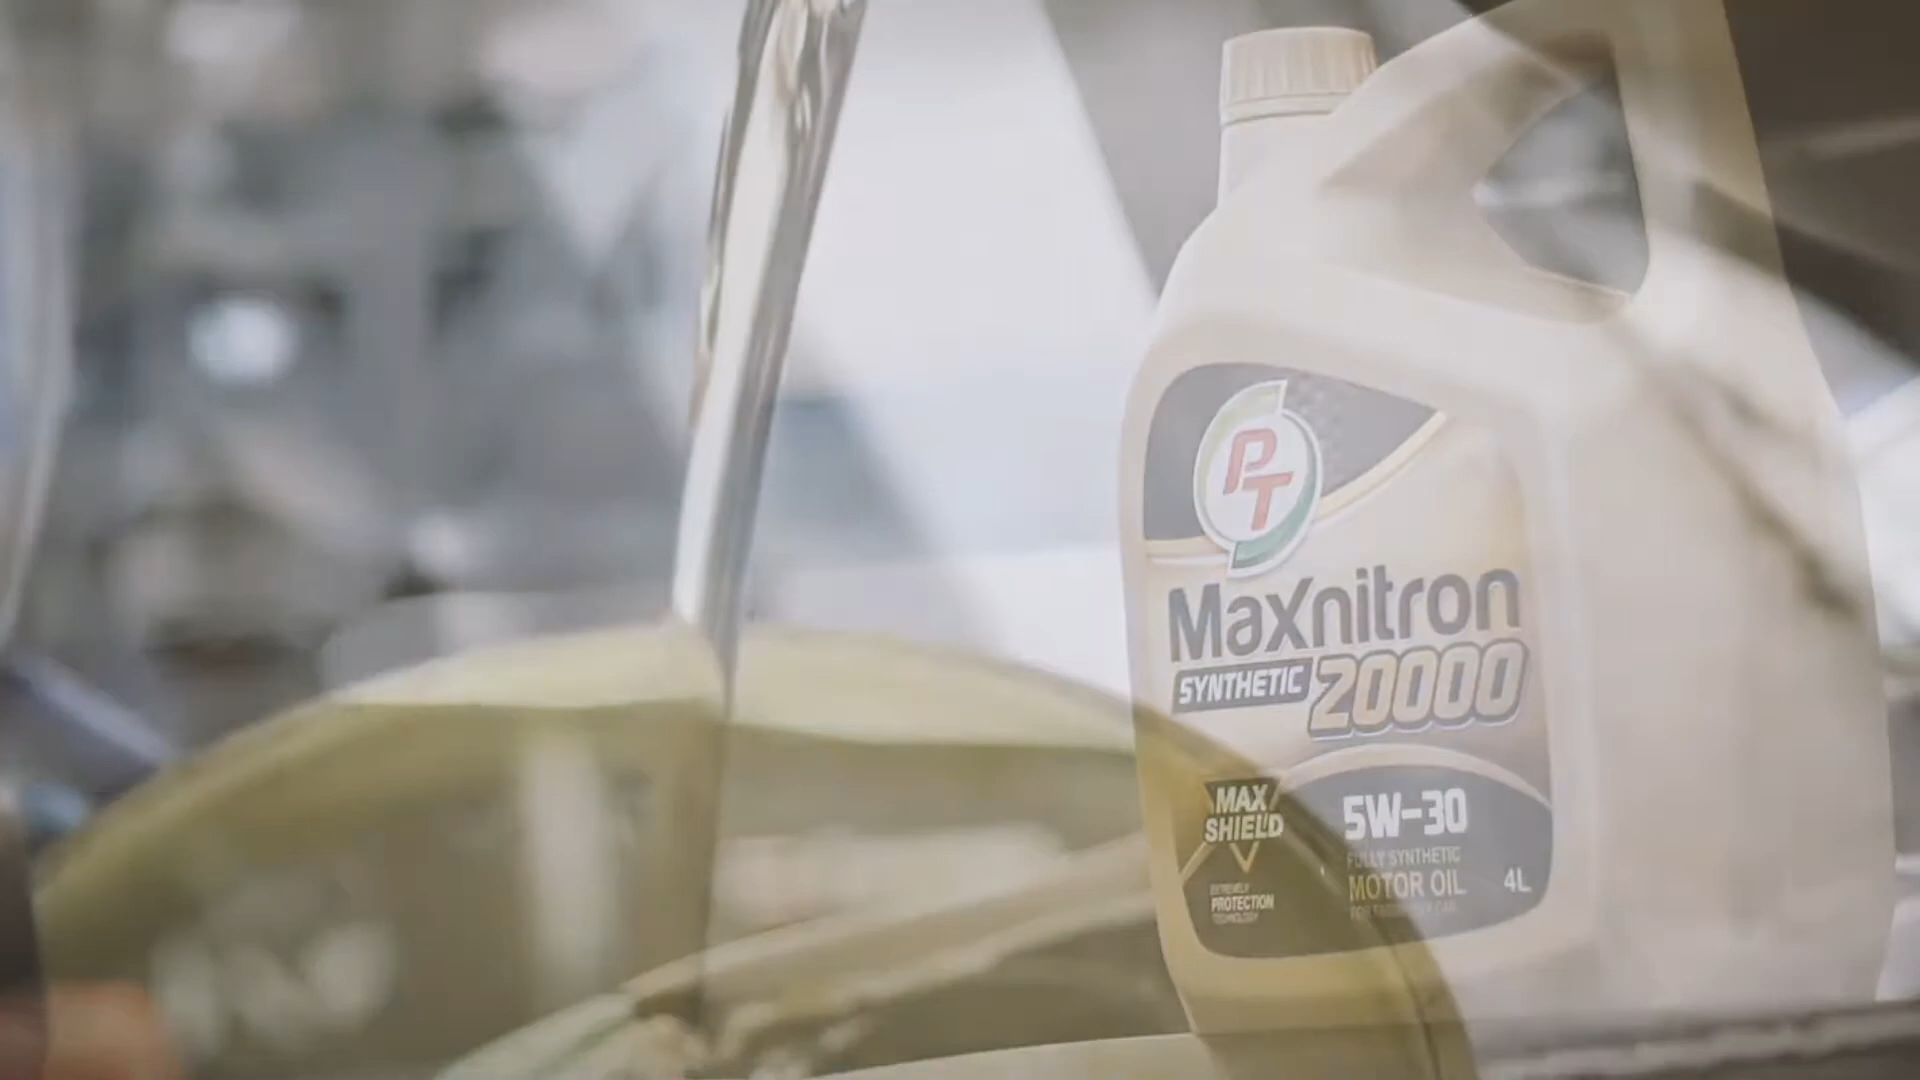 PT
Maxnitron
SYNTHETIC 20000
MAX
SHIELD
EXTREMELY
PROTECTION
TECHNOLOGY
5W-30
FULLY SYNTHETIC
MOTOR OIL
4L